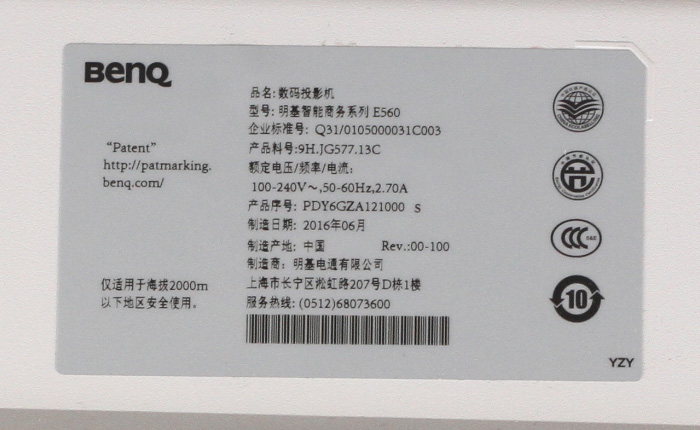 BenQ
品名: 数码投影机
型号: 明基智能商务系列 E560
企业标准号: Q31/0105000031C003
产品料号: 9H.JG577.13C
额定电压/频率/电流:
100-240V～,50-60Hz,2.70A
产品序号: PDY6GZA121000 S
制造日期: 2016年06月
制造产地: 中国 Rev.:00-100
制造商: 明基电通有限公司
上海市长宁区淞虹路207号D栋1楼
服务热线: (0512)68073600
“Patent”
http://patmarking.
benq.com/
仅适用于海拔2000m
以下地区安全使用。
CCC
10
YZY